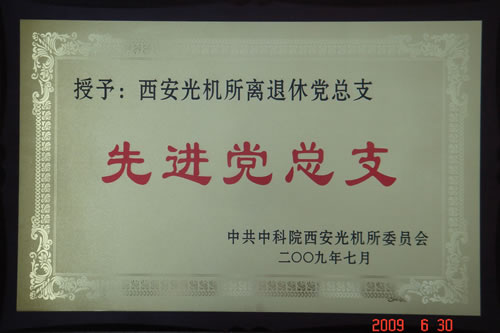 授予：西安光机所离退休党总支
先进党总支
中共中科院西安光机所委员会
二〇〇九年七月
2009 6 30